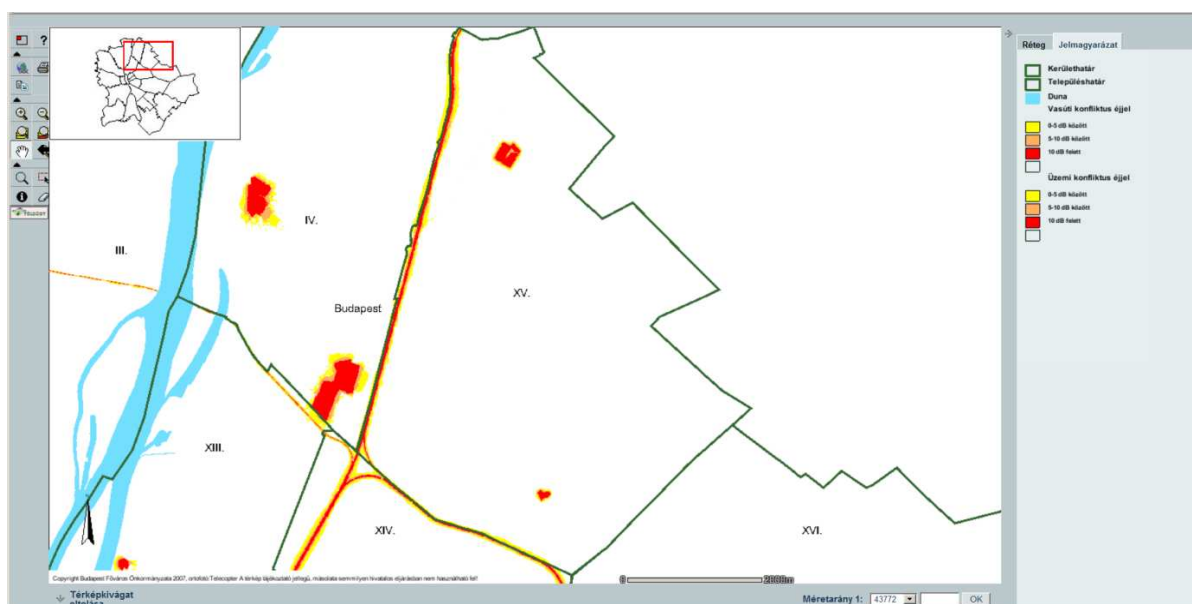 ?
Réteg
Jelmagyarázat
Kerülethatár
Településhatár
Duna
Vasúti konfliktus éjjel
0-5 dB között
5-10 dB között
10 dB felett
Üzemi konfliktus éjjel
0-5 dB között
5-10 dB között
10 dB felett
IV.
III.
XV.
Budapest
XIII.
XIV.
XVI.
Copyright Budapest Főváros Önkormányzata 2007, ortofotó Telecopter A térkép tájékoztató jellegű, másolata semmilyen hivatalos eljárásban nem használható fel!
0 2000m
Térképkivágat
eltolása
Méretarány 1: 43772 OK